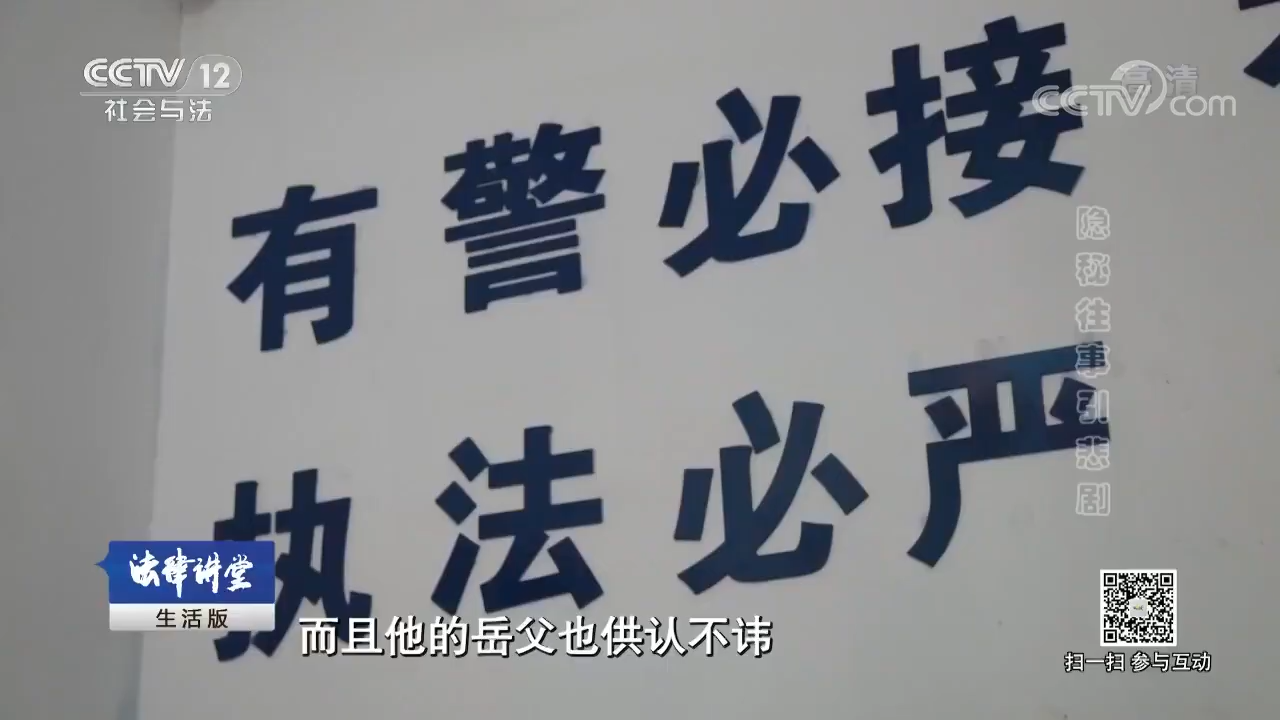 CCTV 12
社会与法
高清
CCTV.com
有警必接
执法必严
隐秘往事引悲剧
法律讲堂
生活版
而且他的岳父也供认不讳
扫一扫 参与互动